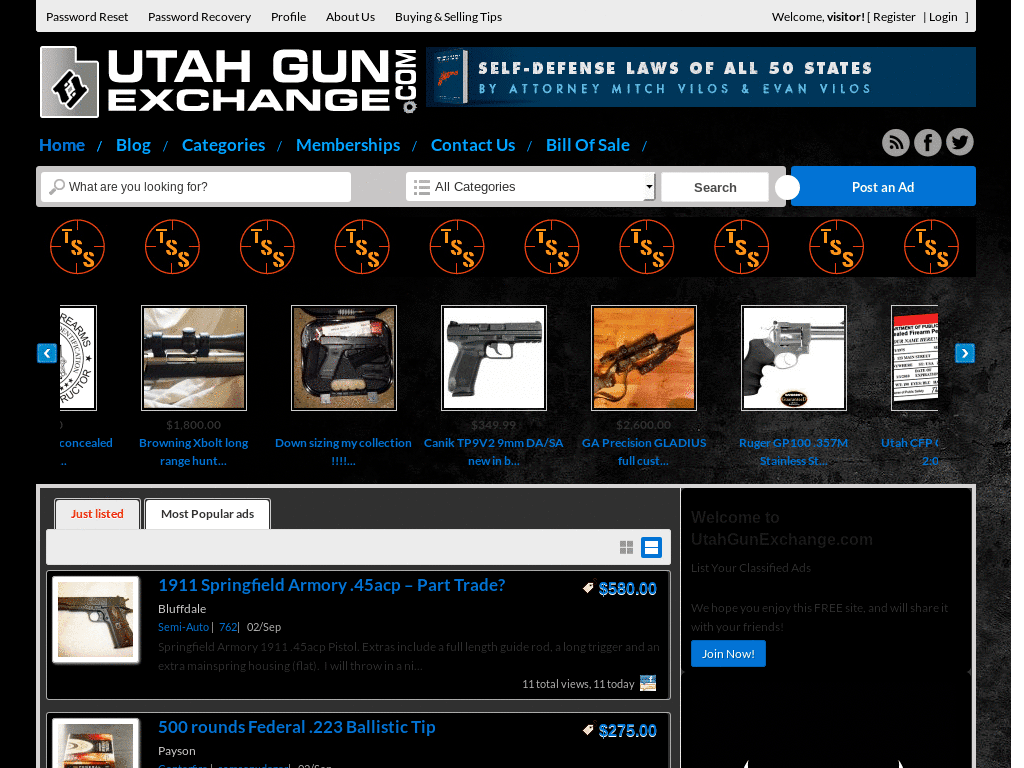 Password Reset Password Recovery Profile About Us Buying & Selling Tips Welcome, visitor! [ Register | Login ]
UTAH GUN
EXCHANGE.COM
SELF-DEFENSE LAWS OF ALL 50 STATES
BY ATTORNEY MITCH VILOS & EVAN VILOS
Home / Blog / Categories / Memberships / Contact Us / Bill Of Sale /
What are you looking for? All Categories Search Post an Ad
TSS TSS TSS TSS TSS TSS TSS TSS TSS TSS
$1,800.00 $349.99 $2,600.00
concealed Browning Xbolt long Down sizing my collection Canik TP9V2 9mm DA/SA GA Precision GLADIUS Ruger GP100 .357M Utah CFP
... range hunt... !!!!... new in b... full cust... Stainless St... 2:0
Just listed Most Popular ads
Welcome to
UtahGunExchange.com
List Your Classified Ads
We hope you enjoy this FREE site, and will share it
with your friends!
Join Now!
1911 Springfield Armory .45acp – Part Trade? $580.00
Bluffdale
Semi-Auto | 762| 02/Sep
Springfield Armory 1911 .45acp Pistol. Extras include a full length guide rod, a long trigger and an
extra mainspring housing (flat). I will throw in a ni...
11 total views, 11 today
500 rounds Federal .223 Ballistic Tip $275.00
Payson